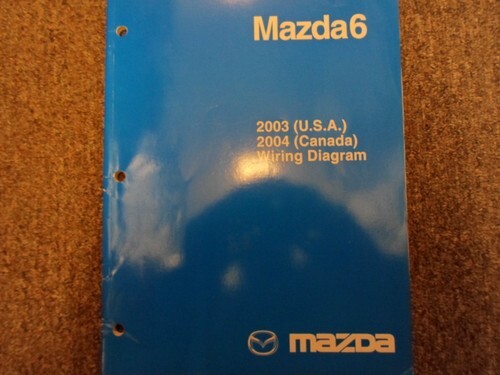 Mazda6
2003 (U.S.A.)
2004 (Canada)
Wiring Diagram
mazda